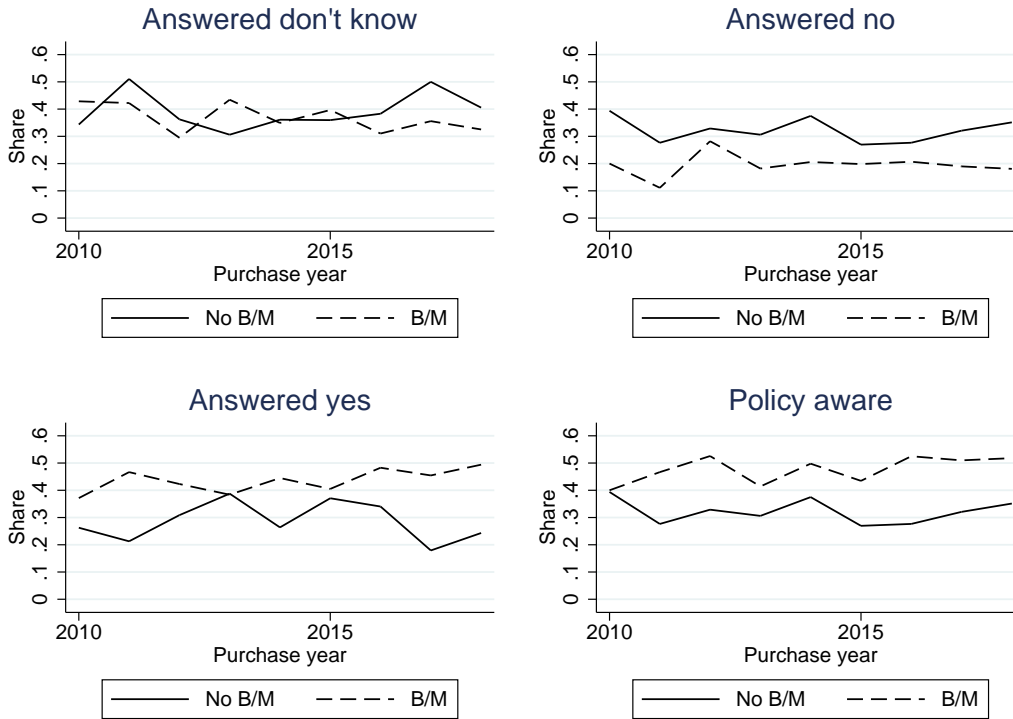 Answered don't know
Share
.6
.5
.4
.3
.2
.1
0
2010 2015
Purchase year
No B/M B/M
Answered no
Share
.6
.5
.4
.3
.2
.1
0
2010 2015
Purchase year
No B/M B/M
Answered yes
Share
.6
.5
.4
.3
.2
.1
0
2010 2015
Purchase year
No B/M B/M
Policy aware
Share
.6
.5
.4
.3
.2
.1
0
2010 2015
Purchase year
No B/M B/M